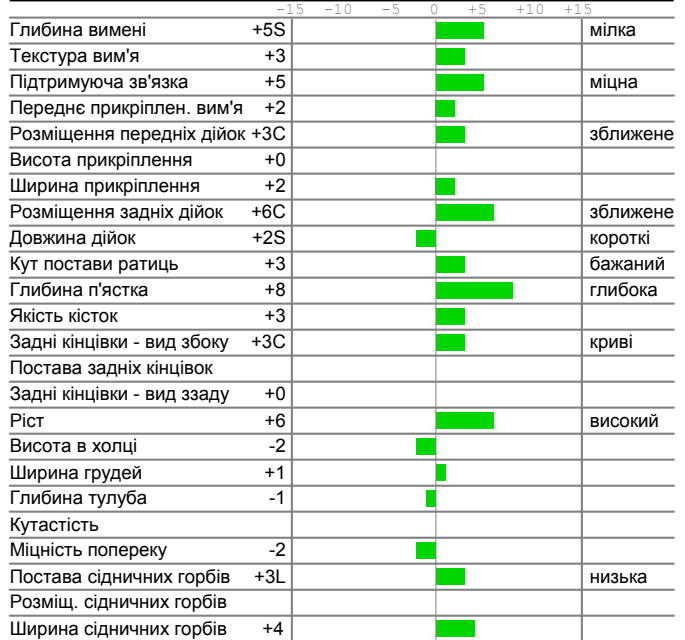 -15 -10 -5 0 +5 +10 +15
Глибина вимені +5S мілка
Текстура вим'я +3
Підтримуюча зв'язка +5 міцна
Переднє прикріплен. вим'я +2
Розміщення передніх дійок +3C зближене
Висота прикріплення +0
Ширина прикріплення +2
Розміщення задніх дійок +6C зближене
Довжина дійок +2S короткі
Кут постави ратиць +3 бажаний
Глибина п'ястка +8 глибока
Якість кісток +3
Задні кінцівки - вид збоку +3C криві
Постава задніх кінцівок
Задні кінцівки - вид ззаду +0
Ріст +6 високий
Висота в холці -2
Ширина грудей +1
Глибина тулуба -1
Кутастість
Міцність попереку -2
Постава сідничних горбів +3L низька
Розміщ. сідничних горбів
Ширина сідничних горбів +4